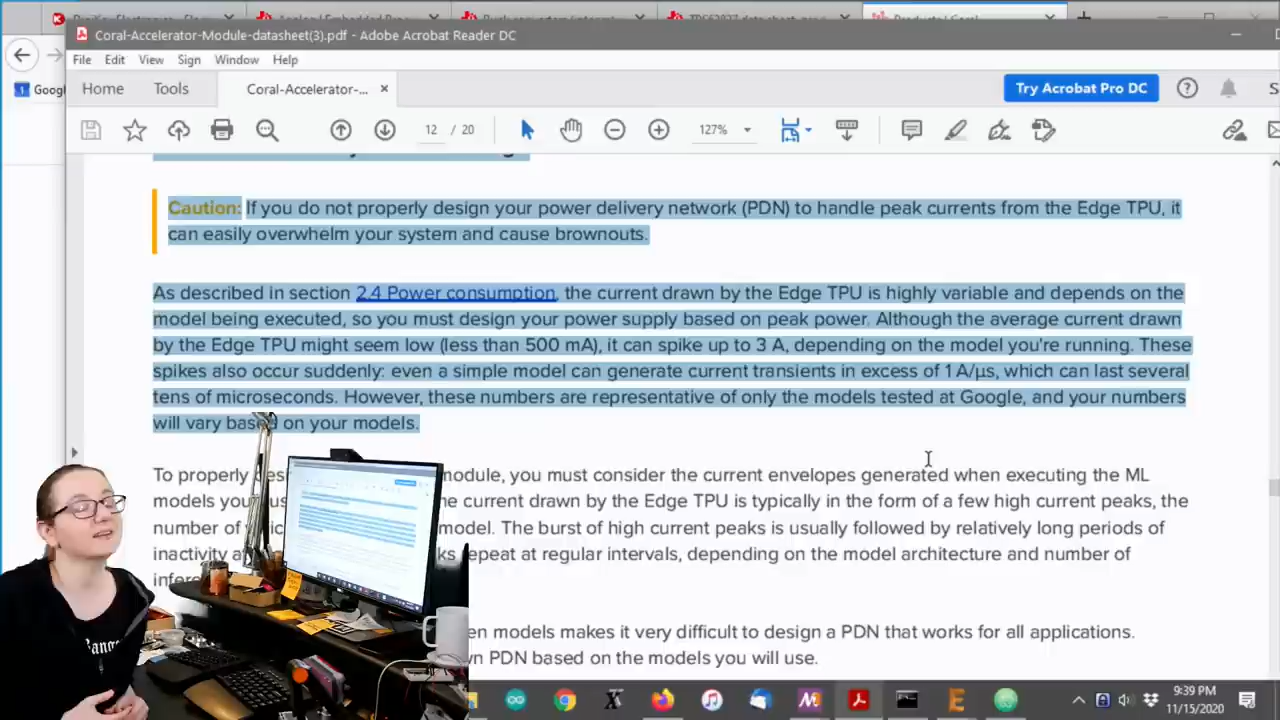 Coral-Accelerator-Module-datasheet(3).pdf - Adobe Acrobat Reader DC
File Edit View Sign Window Help
Home Tools Coral-Accelerator-... × Try Acrobat Pro DC
12 / 20 127%
Caution: If you do not properly design your power delivery network (PDN) to handle peak currents from the Edge TPU, it
can easily overwhelm your system and cause brownouts.
As described in section 2.4 Power consumption, the current drawn by the Edge TPU is highly variable and depends on the
model being executed, so you must design your power supply based on peak power. Although the average current drawn
by the Edge TPU might seem low (less than 500 mA), it can spike up to 3 A, depending on the model you're running. These
spikes also occur suddenly: even a simple model can generate current transients in excess of 1 A/µs, which can last several
tens of microseconds. However, these numbers are representative of only the models tested at Google, and your numbers
will vary based on your models.
To properly module, you must consider the current envelopes generated when executing the ML
models you current drawn by the Edge TPU is typically in the form of a few high current peaks, the
number of model. The burst of high current peaks is usually followed by relatively long periods of
inactivity repeat at regular intervals, depending on the model architecture and number of
models makes it very difficult to design a PDN that works for all applications.
PDN based on the models you will use.
9:39 PM
11/15/2020